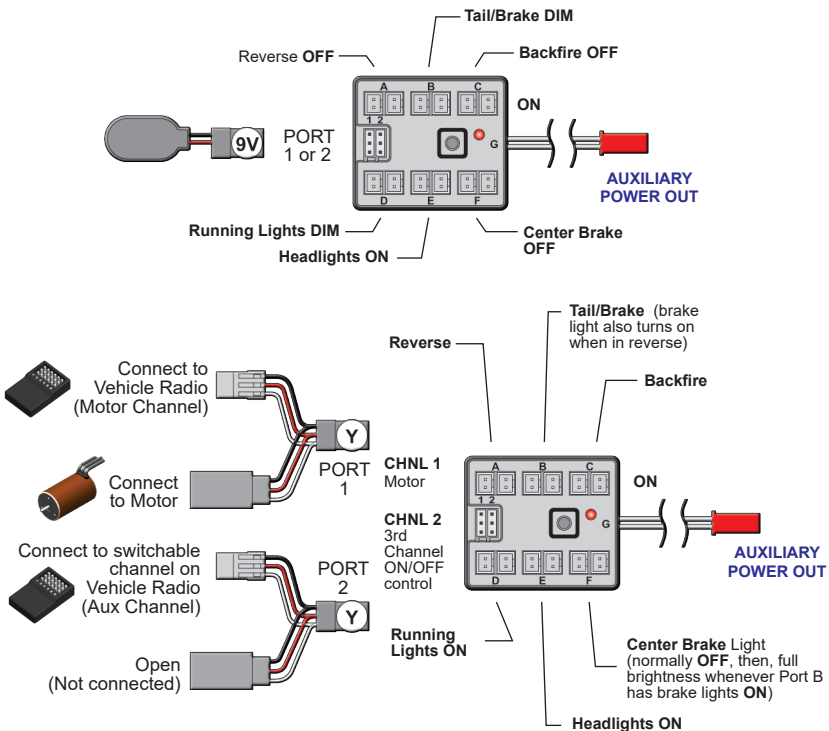 Tail/Brake DIM
Reverse OFF
Backfire OFF
A
B
C
ON
1 2
9V
PORT
1 or 2
G
AUXILIARY
POWER OUT
D
E
F
Running Lights DIM
Headlights ON
Center Brake
OFF
Tail/Brake (brake
light also turns on
when in reverse)
Reverse
Backfire
Connect to
Vehicle Radio
(Motor Channel)
Y
PORT
1
CHNL 1
Motor
Connect
to Motor
A
B
C
ON
1 2
G
CHNL 2
3rd
Channel
ON/OFF
control
AUXILIARY
POWER OUT
Connect to switchable
channel on
Vehicle Radio
(Aux Channel)
PORT
2
Y
D
E
F
Running
Lights ON
Open
(Not connected)
Center Brake Light
(normally OFF, then, full
brightness whenever Port B
has brake lights ON)
Headlights ON